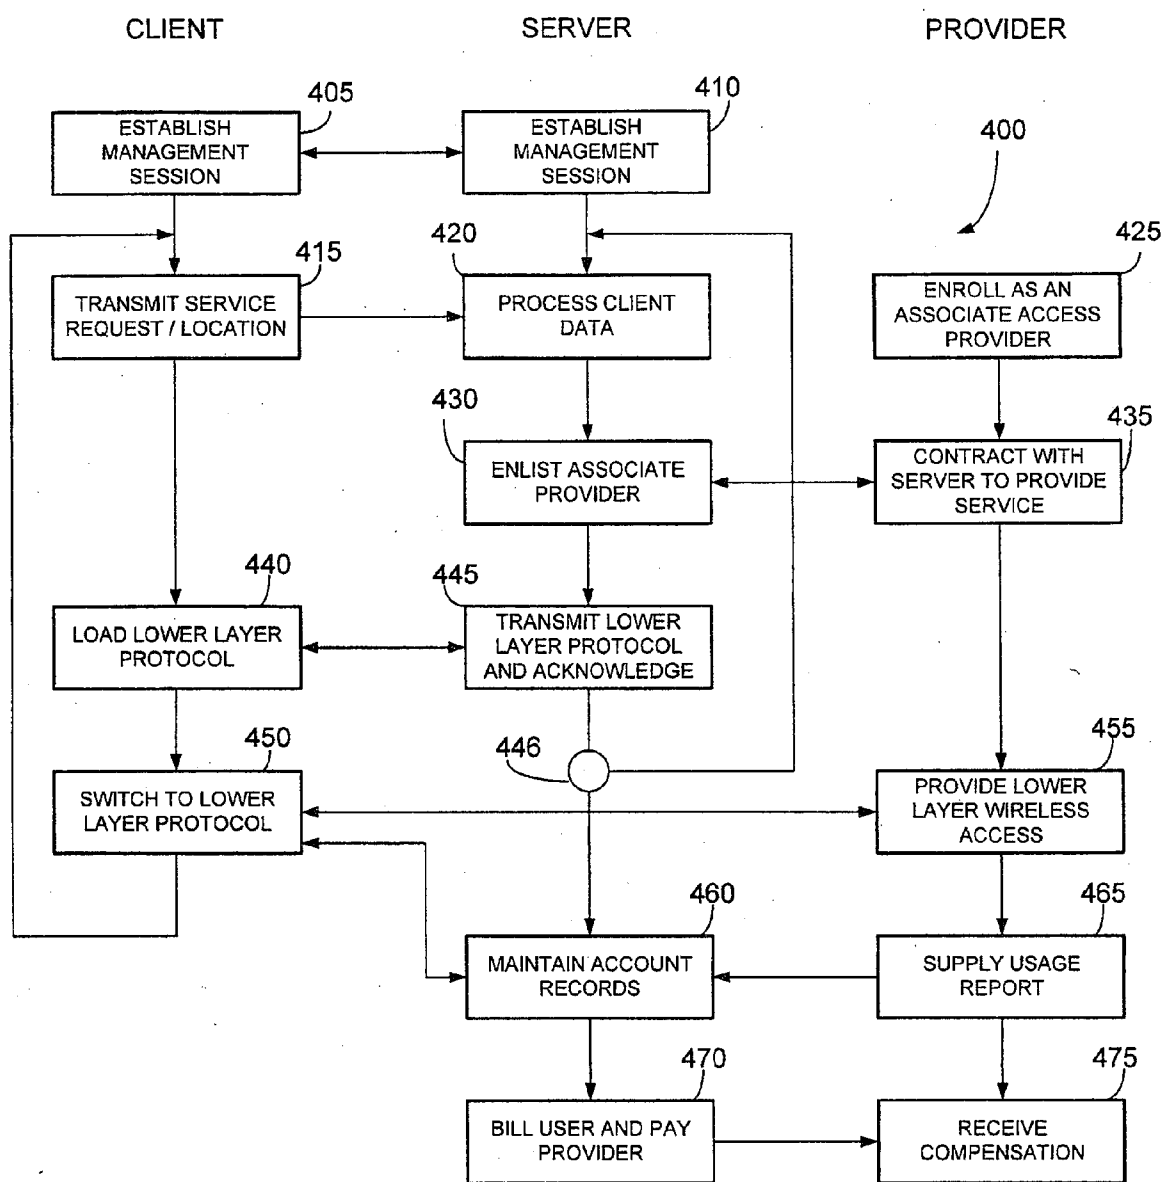 CLIENT
SERVER
PROVIDER
405
ESTABLISH
MANAGEMENT
SESSION
410
ESTABLISH
MANAGEMENT
SESSION
400
415
TRANSMIT SERVICE
REQUEST / LOCATION
420
PROCESS CLIENT
DATA
425
ENROLL AS AN
ASSOCIATE ACCESS
PROVIDER
430
ENLIST ASSOCIATE
PROVIDER
435
CONTRACT WITH
SERVER TO PROVIDE
SERVICE
440
LOAD LOWER LAYER
PROTOCOL
445
TRANSMIT LOWER
LAYER PROTOCOL
AND ACKNOWLEDGE
446
450
SWITCH TO LOWER
LAYER PROTOCOL
455
PROVIDE LOWER
LAYER WIRELESS
ACCESS
460
MAINTAIN ACCOUNT
RECORDS
465
SUPPLY USAGE
REPORT
470
BILL USER AND PAY
PROVIDER
475
RECEIVE
COMPENSATION